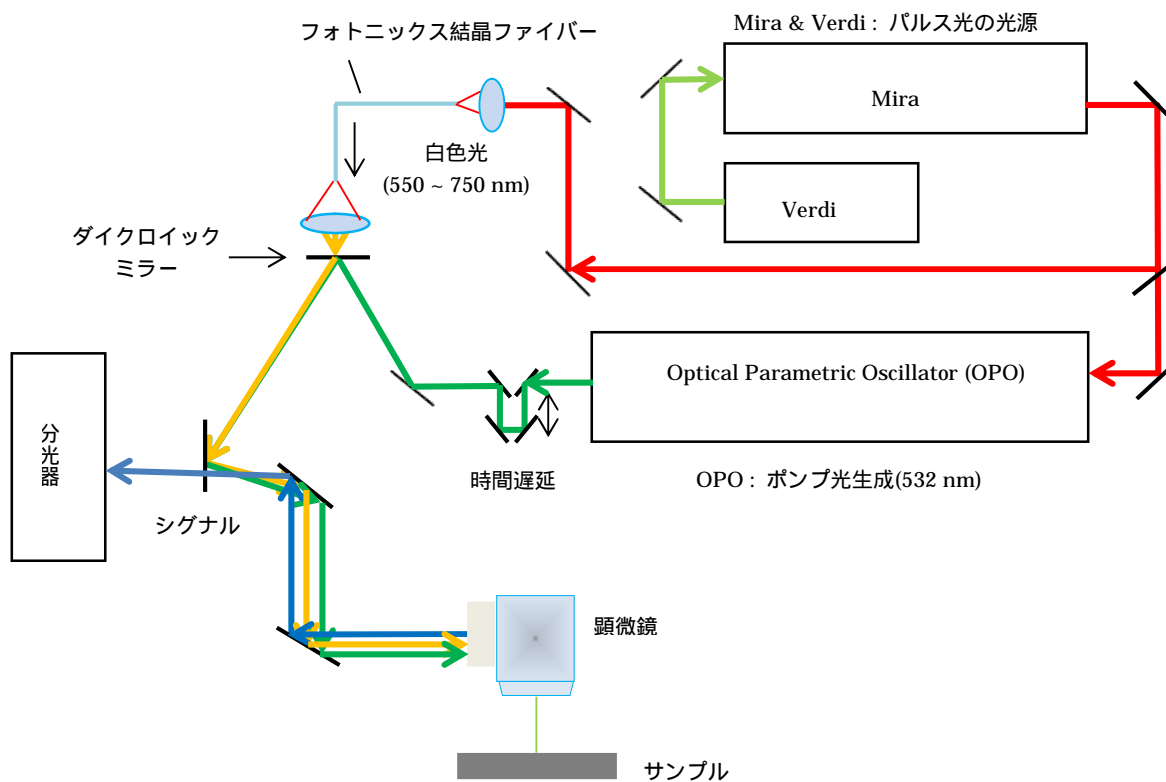 Mira & Verdi : パルス光の光源
フォトニックス結晶ファイバー
Mira
白色光
(550 ~ 750 nm)
Verdi
ダイクロイック
ミラー
Optical Parametric Oscillator (OPO)
分光器
時間遅延
OPO : ポンプ光生成(532 nm)
シグナル
顕微鏡
サンプル